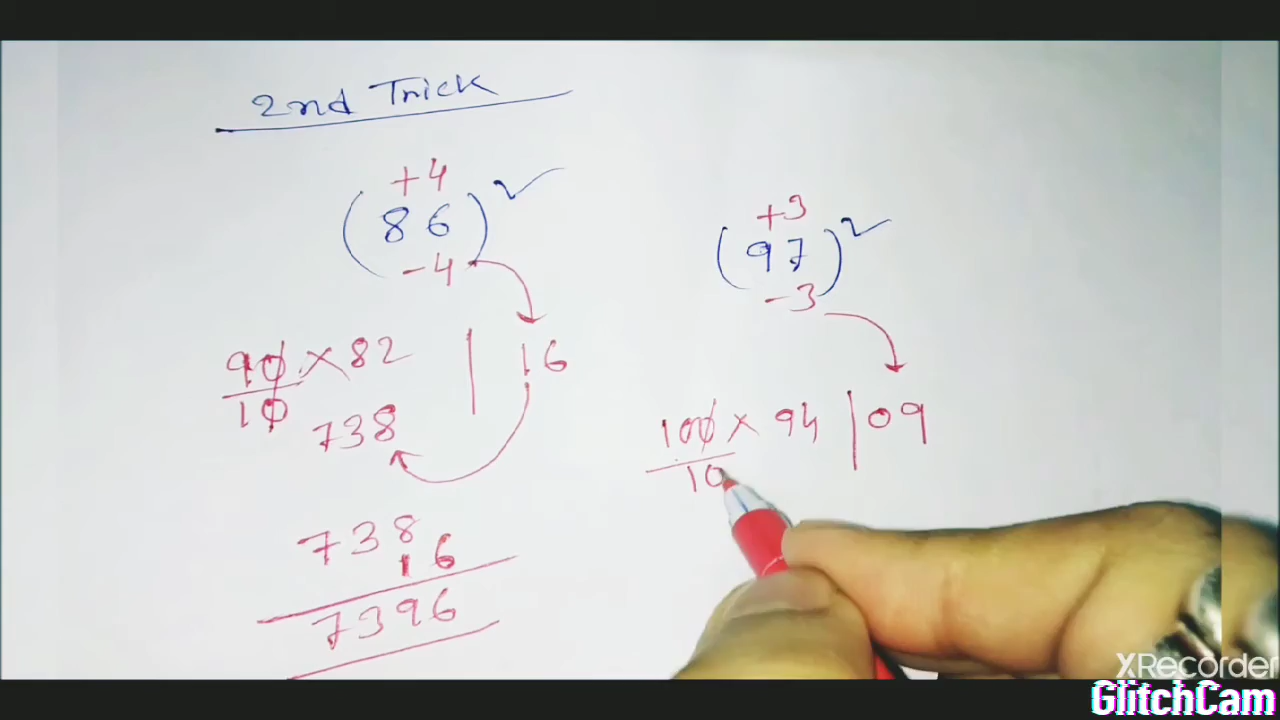 2nd Trick
+4
(86)²
-4
90 × 82 | 16
10
738
738
16
7396
+3
(97)²
-3
100 × 94 | 09
10
XRecorder
GlitchCam